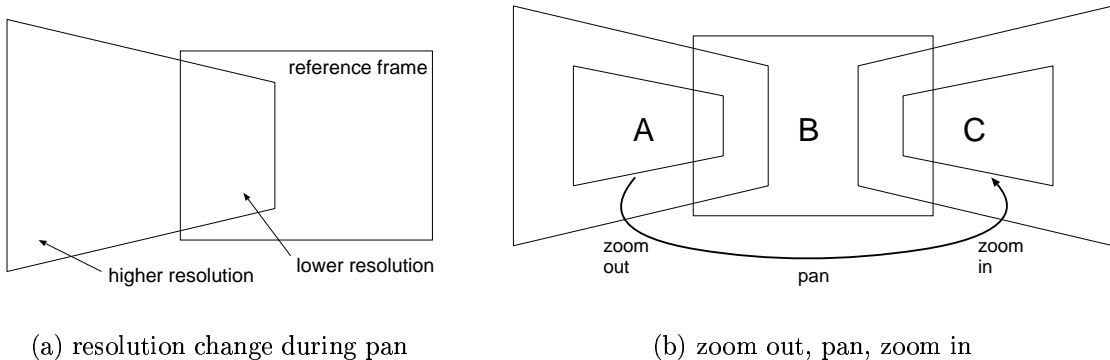 reference frame
higher resolution
lower resolution
(a) resolution change during pan
A
B
C
zoom
out
pan
zoom
in
(b) zoom out, pan, zoom in